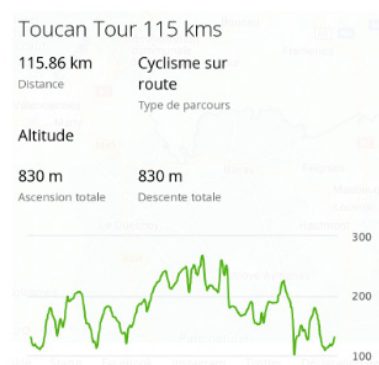 Toucan Tour 115 kms
115.86 km
Distance
Cyclisme sur
route
Type de parcours
Altitude
830 m
Ascension totale
830 m
Descente totale
300
200
100